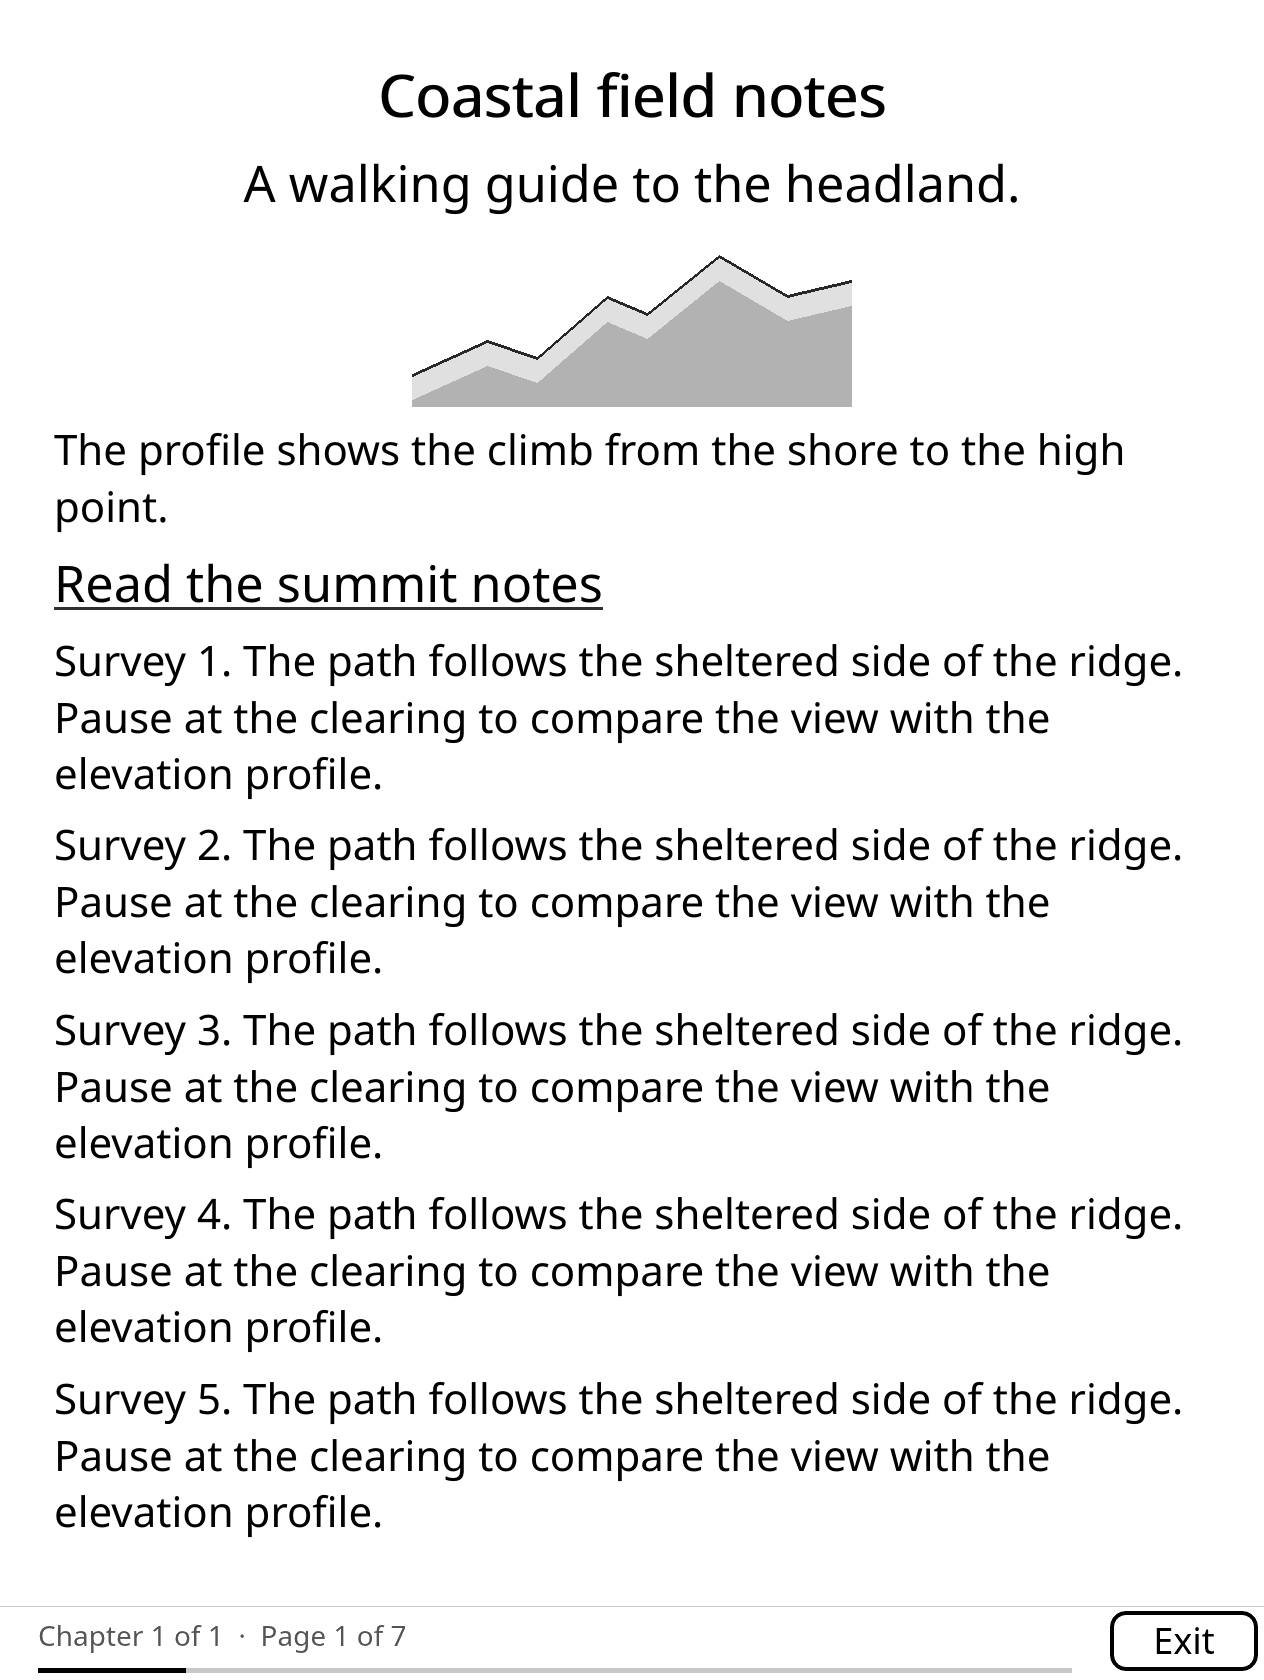 Coastal field notes
A walking guide to the headland.
The profile shows the climb from the shore to the high
point.
Read the summit notes
Survey 1. The path follows the sheltered side of the ridge.
Pause at the clearing to compare the view with the
elevation profile.
Survey 2. The path follows the sheltered side of the ridge.
Pause at the clearing to compare the view with the
elevation profile.
Survey 3. The path follows the sheltered side of the ridge.
Pause at the clearing to compare the view with the
elevation profile.
Survey 4. The path follows the sheltered side of the ridge.
Pause at the clearing to compare the view with the
elevation profile.
Survey 5. The path follows the sheltered side of the ridge.
Pause at the clearing to compare the view with the
elevation profile.
Chapter 1 of 1 · Page 1 of 7
Exit